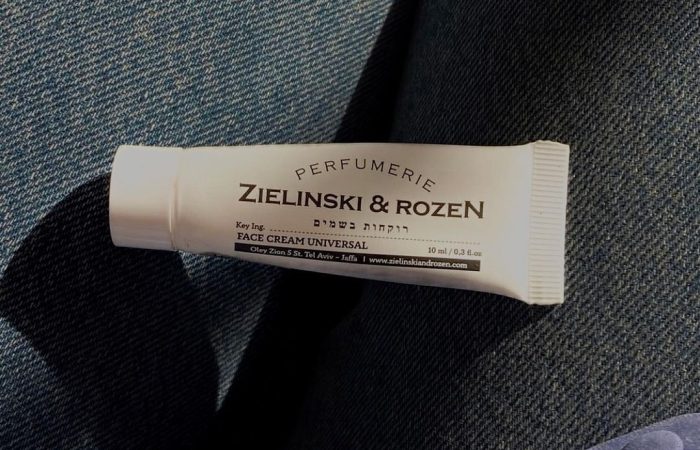 PERFUMERIE
ZIELINSKI & ROZEN
רוקחות בשמים
Key Ing.
FACE CREAM UNIVERSAL 10 ml / 0,3 fl.oz
Oley Zion 5 St. Tel Aviv – Jaffa | www.zielinskiandrozen.com